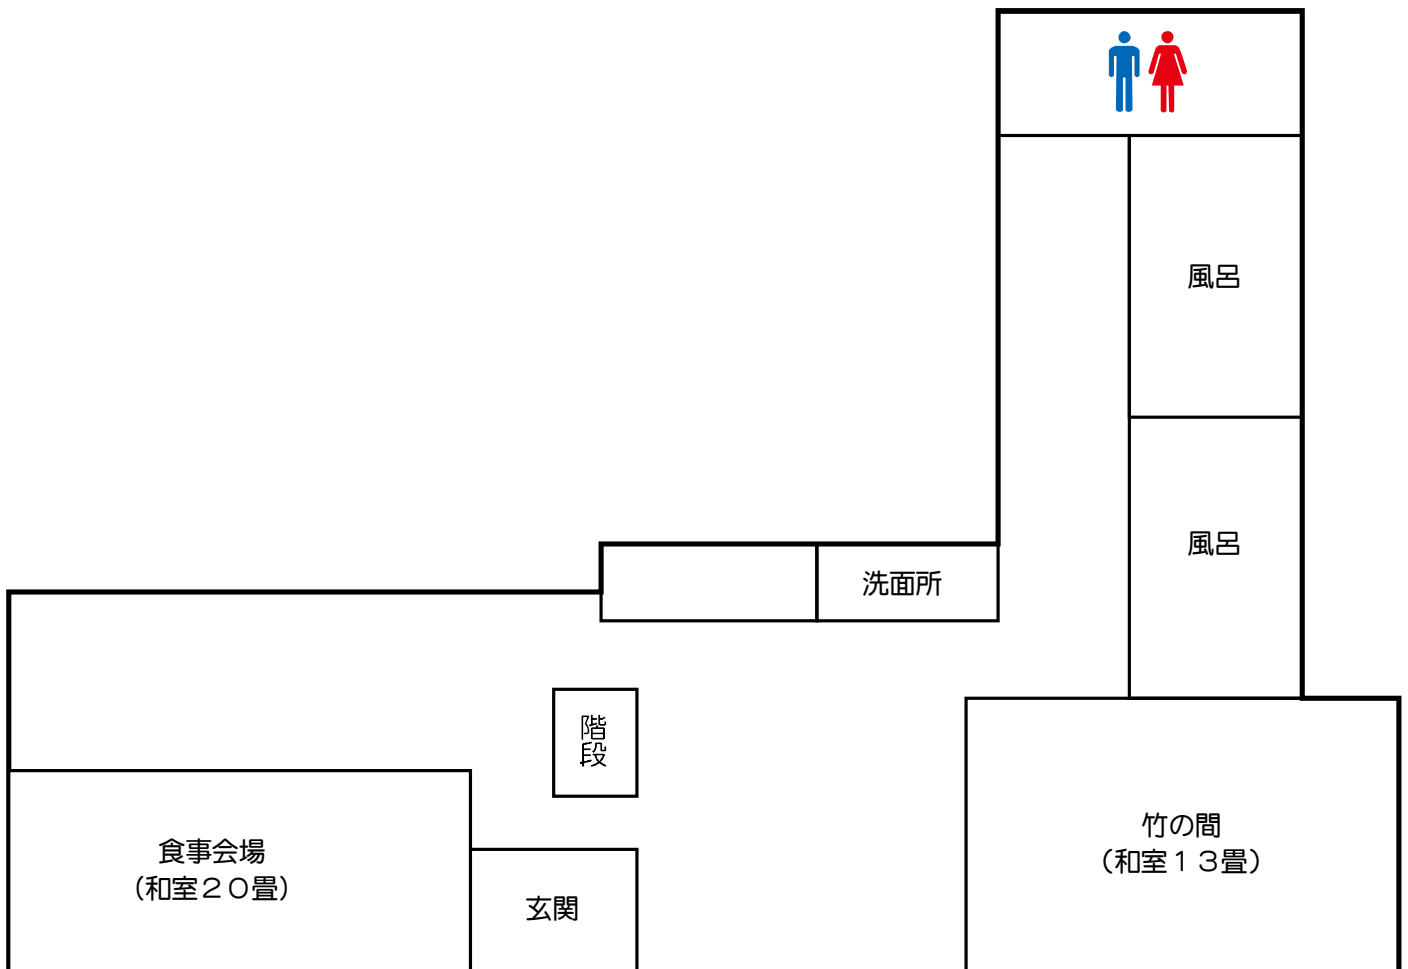 風呂
風呂
洗面所
階段
食事会場
（和室２０畳）
玄関
竹の間
（和室１３畳）